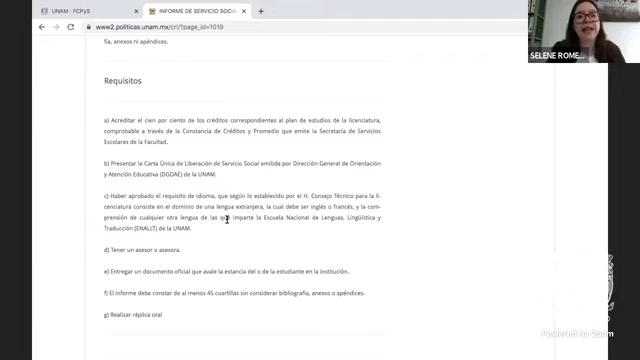 UNAM - FCPyS
INFORME DE SERVICIO SOCIA
www2.politicas.unam.mx/cri/?page_id=1019
SELENE ROME...
fía, anexos ni apéndices.
Requisitos
a) Acreditar el cien por ciento de los créditos correspondientes al plan de estudios de la licenciatura,
comprobable a través de la Constancia de Créditos y Promedio que emite la Secretaría de Servicios
Escolares de la Facultad.
b) Presentar la Carta Única de Liberación de Servicio Social emitida por Dirección General de Orientación
y Atención Educativa (DGOAE) de la UNAM.
c) Haber aprobado el requisito de idioma, que según lo establecido por el H. Consejo Técnico para la li-
cenciatura consiste en el dominio de una lengua extranjera, la cual debe ser inglés o francés, y la com-
prensión de cualquier otra lengua de las que imparte la Escuela Nacional de Lenguas, Lingüística y
Traducción (ENALLT) de la UNAM.
d) Tener un asesor o asesora.
e) Entregar un documento oficial que avale la estancia del o de la estudiante en la institución.
f) El informe debe constar de al menos 45 cuartillas sin considerar bibliografía, anexos o apéndices.
g) Realizar réplica oral
Powered by Zoom